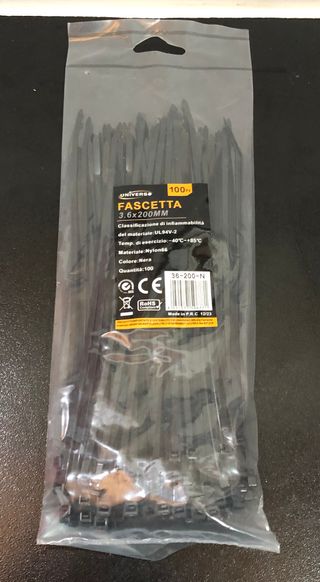 UNIVERSO
100Pz
FASCETTA
3.6x200MM
Classificazione di infiammabilità
del materiale:UL94V-2
Temp. di esercizio:-40℃-+85℃
Materiale:Nylon66
Colore:Nera
Quantità:100
36-200-N
CE
RoHS
Made in P.R.C 12/23